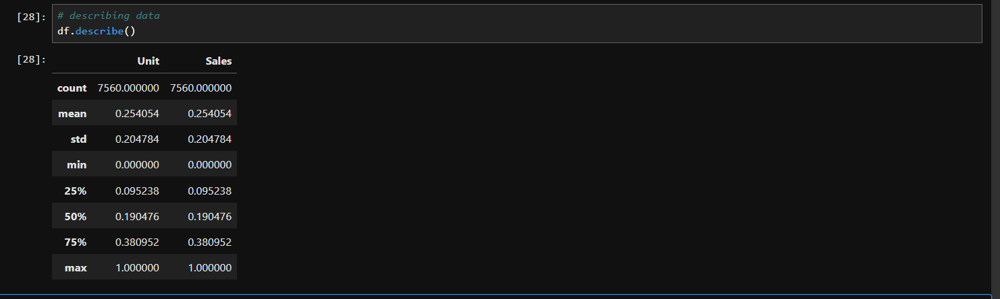 [28]: # describing data
df.describe()
[28]: Unit Sales
count 7560.000000 7560.000000
mean 0.254054 0.254054
std 0.204784 0.204784
min 0.000000 0.000000
25% 0.095238 0.095238
50% 0.190476 0.190476
75% 0.380952 0.380952
max 1.000000 1.000000